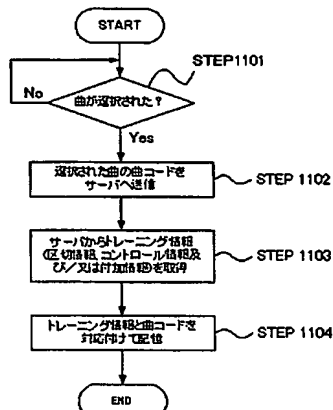 START
STEP1101
曲が選択された?
No
Yes
選択された曲の曲コードを
サーバへ送信
STEP 1102
サーバからトレーニング情報
(区切情報、コントロール情報及
び/又は付加情報)を取得
STEP 1103
トレーニング情報と曲コードを
対応付けて記憶
STEP 1104
END